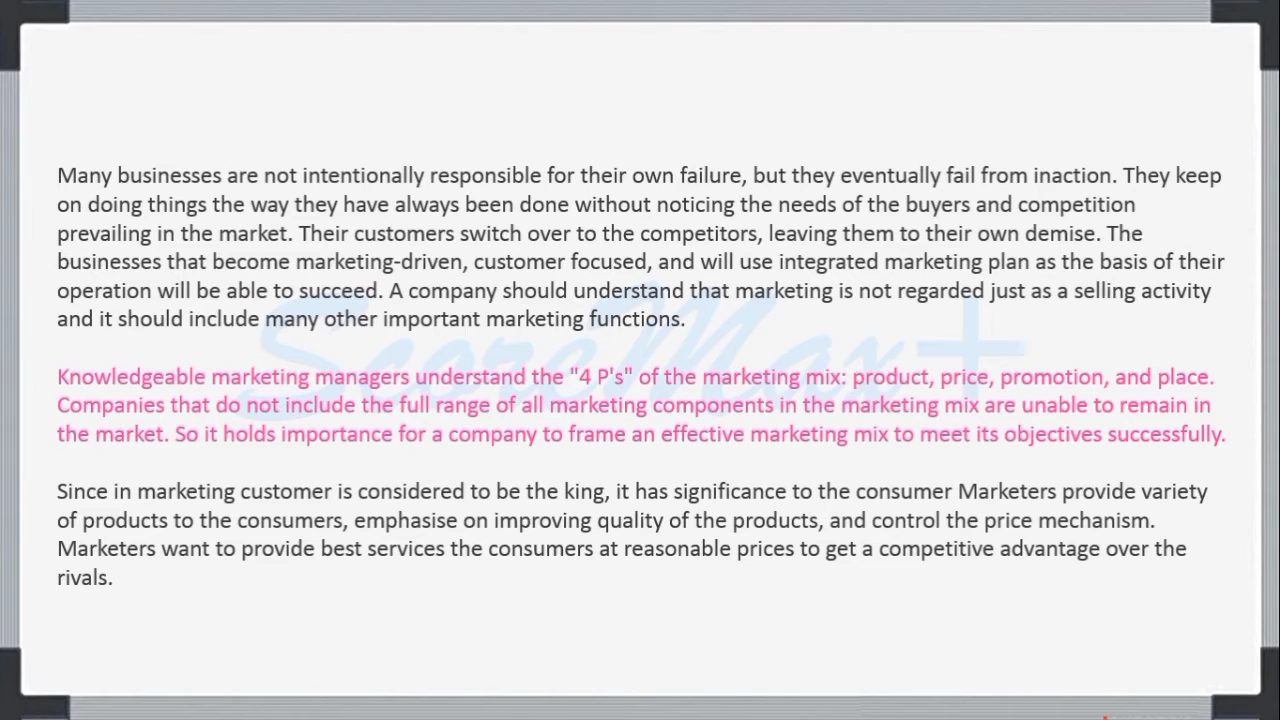 Many businesses are not intentionally responsible for their own failure, but they eventually fail from inaction. They keep
on doing things the way they have always been done without noticing the needs of the buyers and competition
prevailing in the market. Their customers switch over to the competitors, leaving them to their own demise. The
businesses that become marketing-driven, customer focused, and will use integrated marketing plan as the basis of their
operation will be able to succeed. A company should understand that marketing is not regarded just as a selling activity
and it should include many other important marketing functions.
ScoreMax+
Knowledgeable marketing managers understand the "4 P's" of the marketing mix: product, price, promotion, and place.
Companies that do not include the full range of all marketing components in the marketing mix are unable to remain in
the market. So it holds importance for a company to frame an effective marketing mix to meet its objectives successfully.
Since in marketing customer is considered to be the king, it has significance to the consumer Marketers provide variety
of products to the consumers, emphasise on improving quality of the products, and control the price mechanism.
Marketers want to provide best services the consumers at reasonable prices to get a competitive advantage over the
rivals.